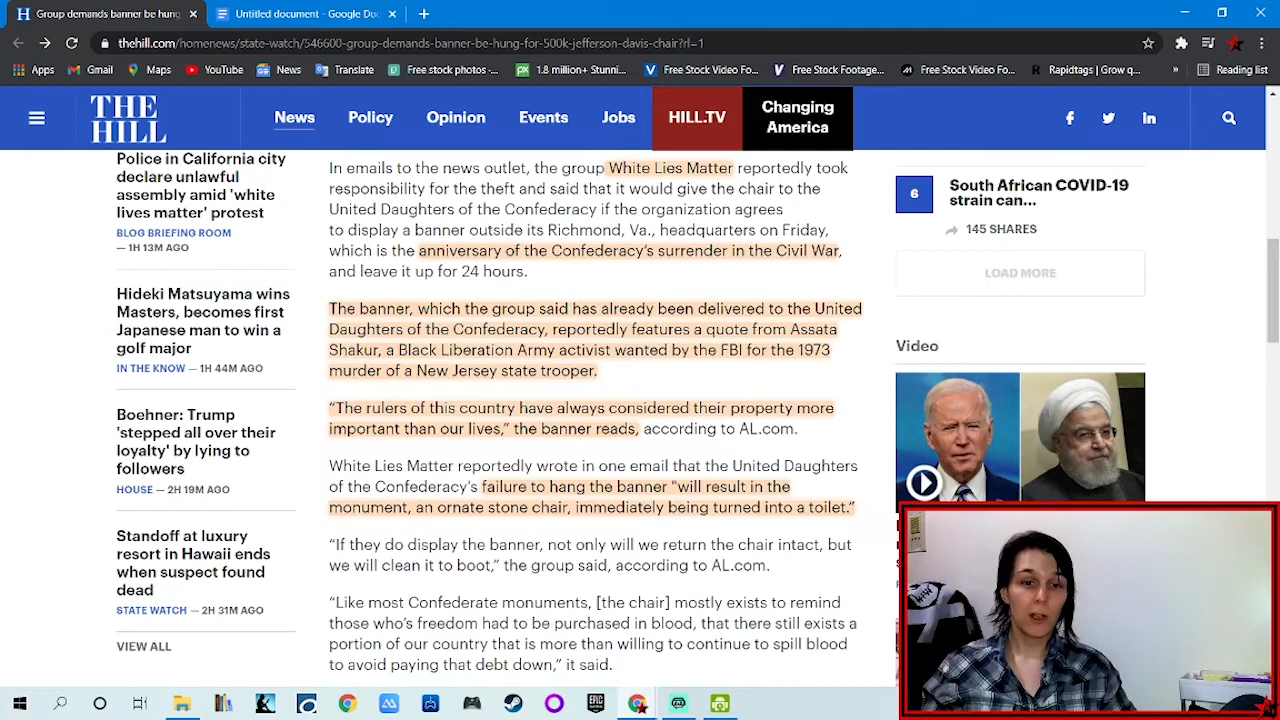 Group demands banner be hung
Untitled document - Google Doc
thehill.com/homenews/state-watch/546600-group-demands-banner-be-hung-for-500k-jefferson-davis-chair?rl=1
Apps
Gmail
Maps
YouTube
News
Translate
Free stock photos -...
1.8 million+ Stunni...
Free Stock Video Fo...
Free Stock Footage...
Free Stock Video Fo...
Rapidtags | Grow q...
»
Reading list
THE
HILL
News
Policy
Opinion
Events
Jobs
HILL.TV
Changing
America
Police in California city
declare unlawful
assembly amid 'white
lives matter' protest
BLOG BRIEFING ROOM
— 1H 13M AGO
Hideki Matsuyama wins
Masters, becomes first
Japanese man to win a
golf major
IN THE KNOW — 1H 44M AGO
Boehner: Trump
'stepped all over their
loyalty' by lying to
followers
HOUSE — 2H 19M AGO
Standoff at luxury
resort in Hawaii ends
when suspect found
dead
STATE WATCH — 2H 31M AGO
VIEW ALL
In emails to the news outlet, the group White Lies Matter reportedly took
responsibility for the theft and said that it would give the chair to the
United Daughters of the Confederacy if the organization agrees
to display a banner outside its Richmond, Va., headquarters on Friday,
which is the anniversary of the Confederacy's surrender in the Civil War,
and leave it up for 24 hours.
The banner, which the group said has already been delivered to the United
Daughters of the Confederacy, reportedly features a quote from Assata
Shakur, a Black Liberation Army activist wanted by the FBI for the 1973
murder of a New Jersey state trooper.
“The rulers of this country have always considered their property more
important than our lives,” the banner reads, according to AL.com.
White Lies Matter reportedly wrote in one email that the United Daughters
of the Confederacy's failure to hang the banner "will result in the
monument, an ornate stone chair, immediately being turned into a toilet.”
“If they do display the banner, not only will we return the chair intact, but
we will clean it to boot,” the group said, according to AL.com.
“Like most Confederate monuments, [the chair] mostly exists to remind
those who's freedom had to be purchased in blood, that there still exists a
portion of our country that is more than willing to continue to spill blood
to avoid paying that debt down,” it said.
6
South African COVID-19
strain can...
145 SHARES
LOAD MORE
Video
EPIC